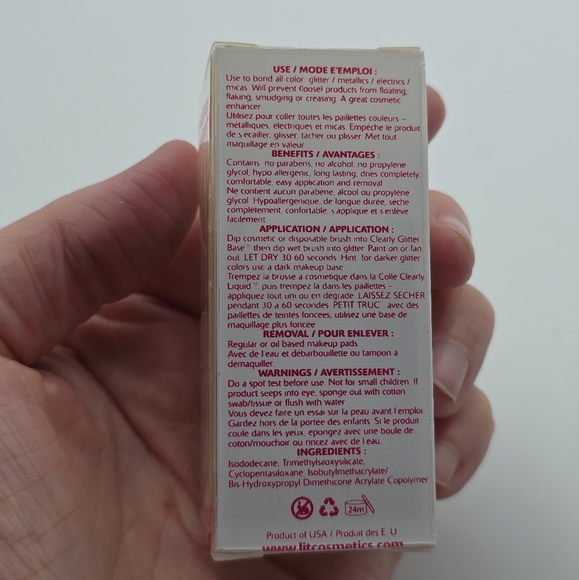 USE / MODE E'EMPLOI :
Use to bond all color: glitter / metallics / electrics /
micas. Will prevent (loose) products from floating,
flaking, smudging or creasing. A great cosmetic
enhancer
Utilisez pour coller toutes les paillettes couleurs –
métalliques, electriques et micas. Empêche le produit
de s'écailler, glisser, tacher ou plisser. Met tout
maquillage en valeur
BENEFITS / AVANTAGES :
Contains: no parabens, no alcohol, no propylene
glycol, hypo allergenic, long lasting, dries completely,
comfortable, easy application and removal
Ne contient aucun parabène, alcool ou propylène
glycol. Hypoallergenique, de longue durée, sèche
complètement, confortable, s'applique et s'enlève
facilement
APPLICATION / APPLICATION :
Dip cosmetic or disposable brush into Clearly Glitter
Base™ then dip wet brush into glitter. Paint on or fan
out. LET DRY 30-60 seconds. Hint: for darker glitter
colors use a dark makeup base
Trempez la brosse a cosmetique dans la Colle Clearly
Liquid™, puis trempez la dans les paillettes –
appliquez tout uni ou en degradé. LAISSEZ SECHER
pendant 30 a 60 secondes. PETIT TRUC : avec des
paillettes de teintes foncées, utilisez une base de
maquillage plus foncée
REMOVAL / POUR ENLEVER :
Regular or oil based makeup pads
Avec de l'eau et débarbouillette ou tampon à
demaquiller
WARNINGS / AVERTISSEMENT :
Do a spot test before use. Not for small children. If
product seeps into eye, sponge out with cotton
swab/tissue or flush with water.
Vous devez faire un essai sur la peau avant l'emploi
Gardez hors de la portee des enfants. Si le produit
coule dans les yeux, epongez avec une boule de
coton/mouchoir ou rincez avec de l'eau.
INGREDIENTS :
Isododecane, Trimethylsiloxysilicate,
Cyclopentasiloxane, Isobutylmethacrylate/
Bis-Hydroxypropyl Dimethicone Acrylate Copolymer
24m
Product of USA / Produit des E.-U
www.litcosmetics.com